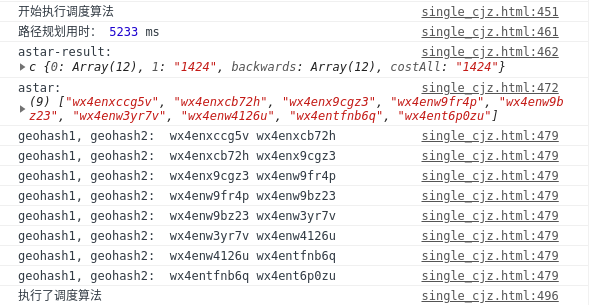 开始执行调度算法 single_cjz.html:451
路径规划用时： 5233 ms single_cjz.html:461
astar-result: single_cjz.html:462
c {0: Array(12), 1: "1424", backwards: Array(12), costAll: "1424"}
astar: single_cjz.html:472
(9) ["wx4enxccg5v", "wx4enxcb72h", "wx4enx9cgz3", "wx4enw9fr4p", "wx4enw9b
z23", "wx4enw3yr7v", "wx4enw4126u", "wx4entfnb6q", "wx4ent6p0zu"]
geohash1, geohash2:  wx4enxccg5v wx4enxcb72h single_cjz.html:479
geohash1, geohash2:  wx4enxcb72h wx4enx9cgz3 single_cjz.html:479
geohash1, geohash2:  wx4enx9cgz3 wx4enw9fr4p single_cjz.html:479
geohash1, geohash2:  wx4enw9fr4p wx4enw9bz23 single_cjz.html:479
geohash1, geohash2:  wx4enw9bz23 wx4enw3yr7v single_cjz.html:479
geohash1, geohash2:  wx4enw3yr7v wx4enw4126u single_cjz.html:479
geohash1, geohash2:  wx4enw4126u wx4entfnb6q single_cjz.html:479
geohash1, geohash2:  wx4entfnb6q wx4ent6p0zu single_cjz.html:479
执行了调度算法 single_cjz.html:496